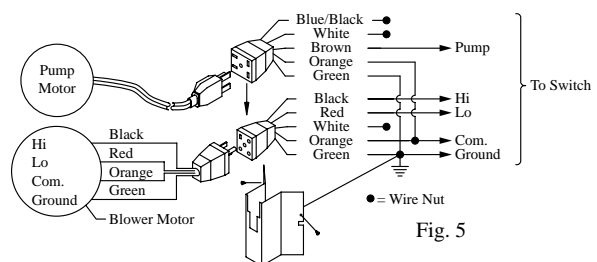 Blue/Black
White
Brown
Orange
Green
Pump
Pump
Motor
To Switch
Black
Red
White
Orange
Green
Hi
Lo
Com.
Ground
Hi
Lo
Com.
Ground
Black
Red
Orange
Green
Blower Motor
= Wire Nut
Fig. 5